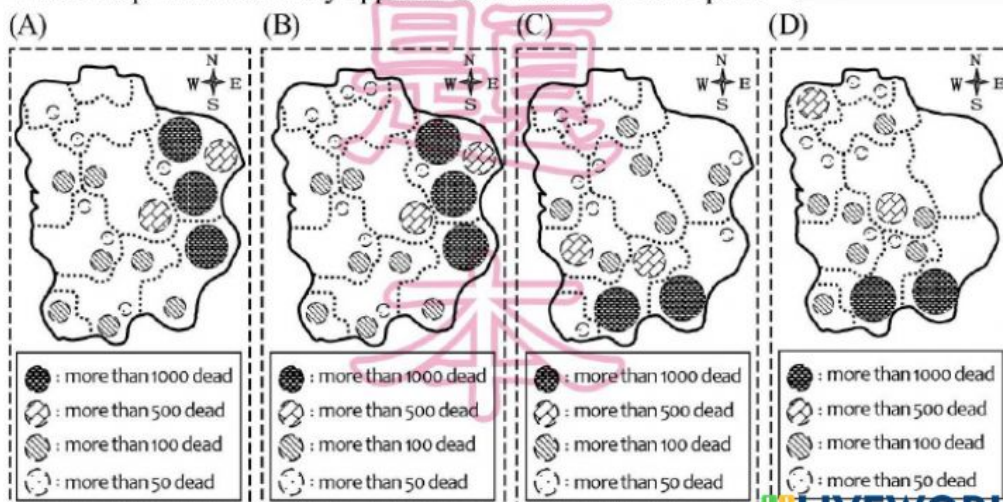 (A) (B) (C) (D)
N N N N
W E W E W E W E
S S S S
: more than 1000 dead : more than 1000 dead : more than 1000 dead : more than 1000 dead
: more than 500 dead : more than 500 dead : more than 500 dead : more than 500 dead
: more than 100 dead : more than 100 dead : more than 100 dead : more than 100 dead
: more than 50 dead : more than 50 dead : more than 50 dead : more than 50 dead